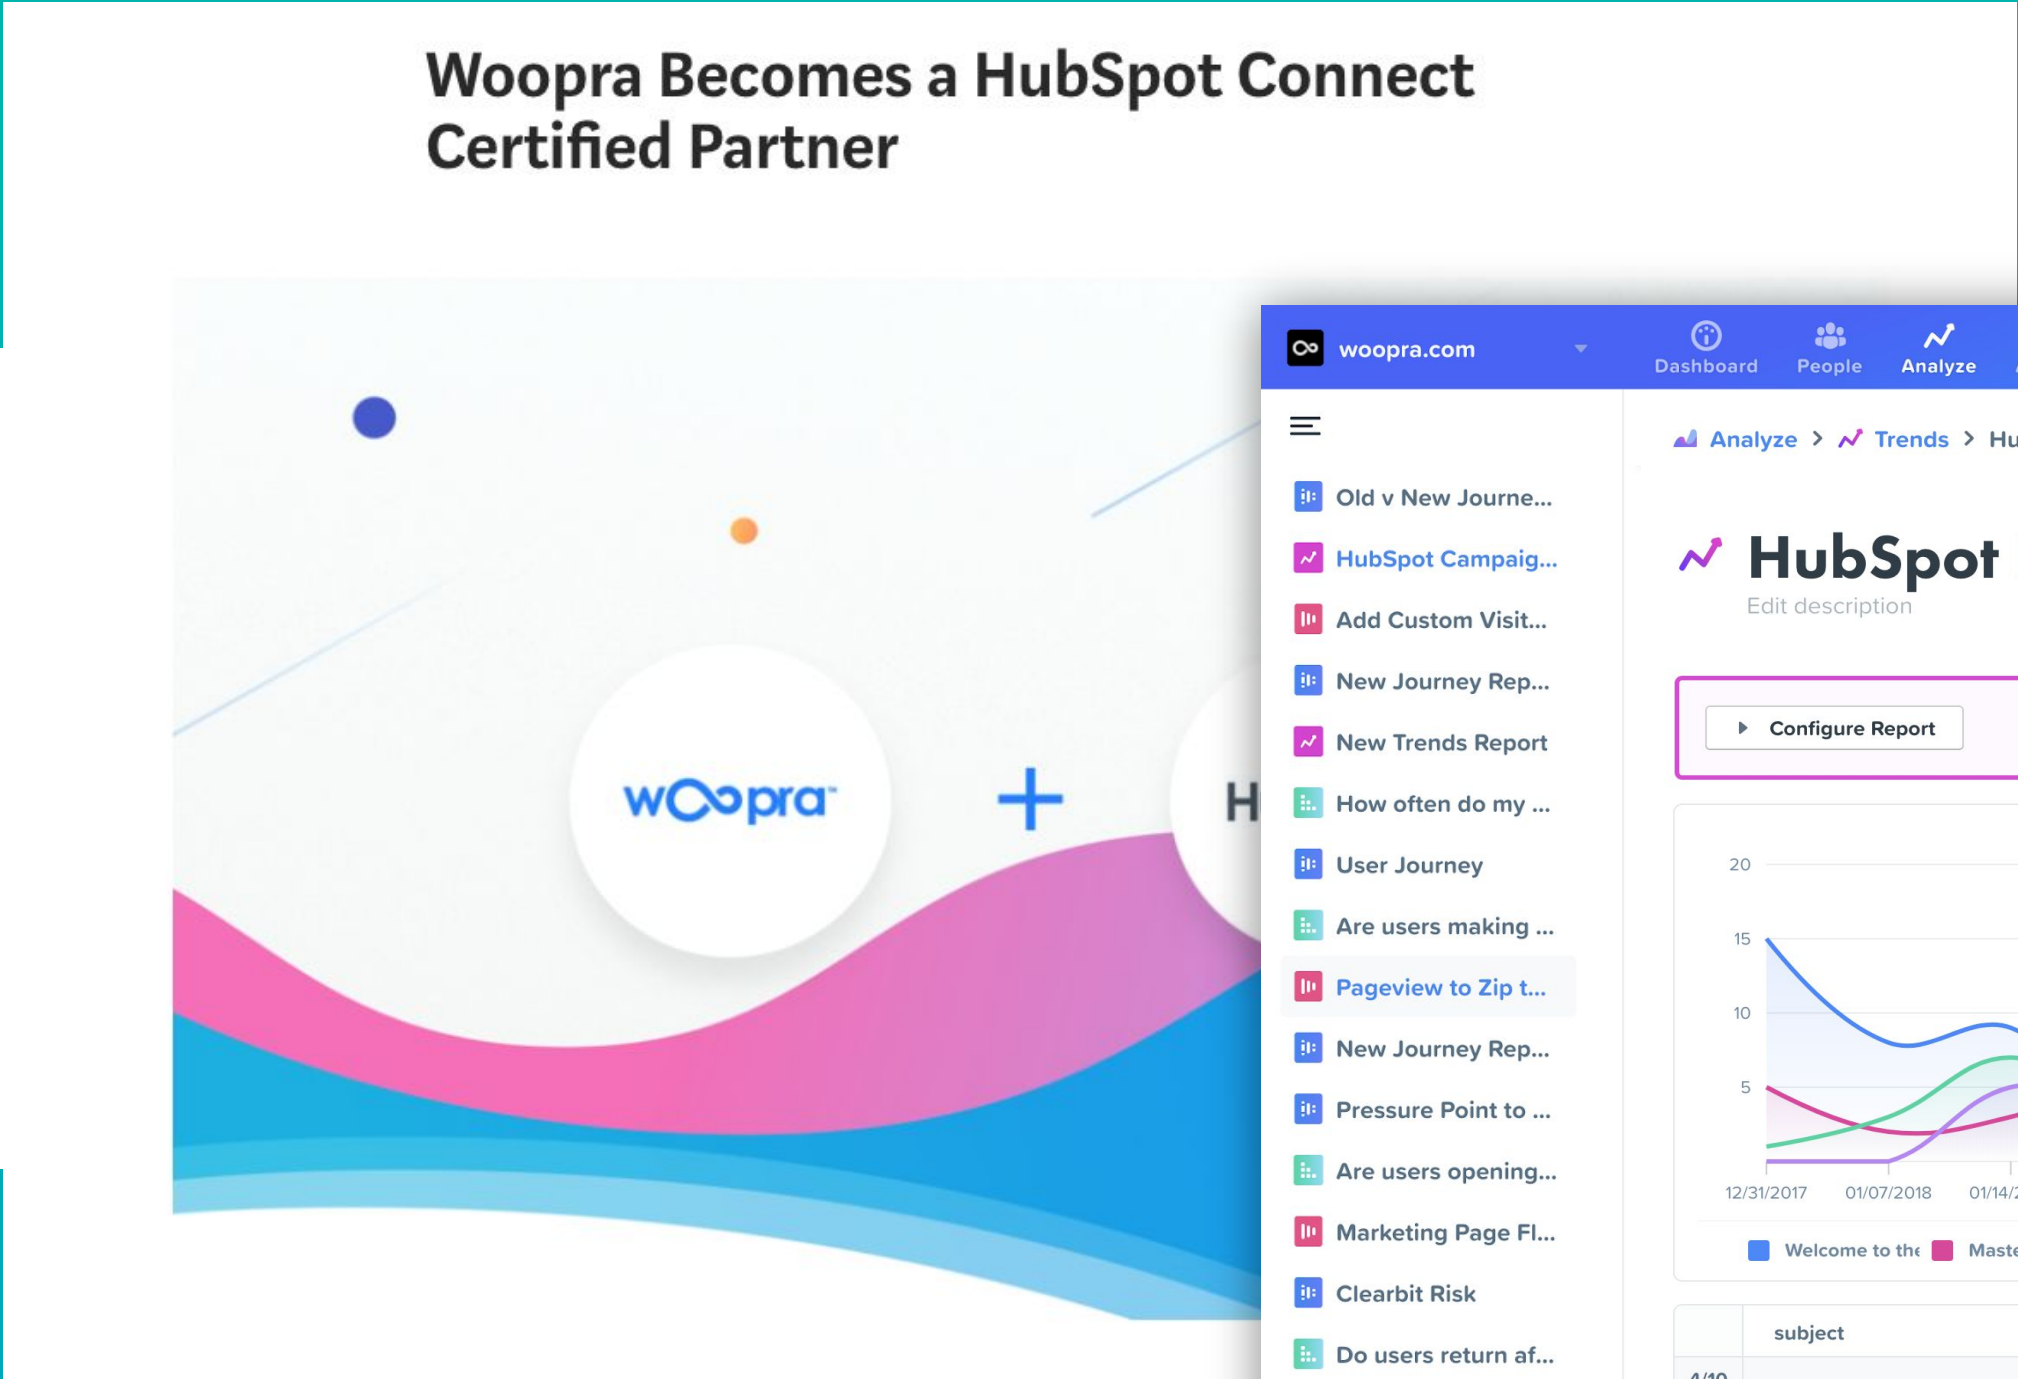 Woopra Becomes a HubSpot Connect
Certified Partner
woopra™
+
woopra.com
Dashboard
People
Analyze
Analyze > Trends >
HubSpot
Edit description
Configure Report
Old v New Journe...
HubSpot Campaig...
Add Custom Visit...
New Journey Rep...
New Trends Report
How often do my ...
User Journey
Are users making ...
Pageview to Zip t...
New Journey Rep...
Pressure Point to ...
Are users opening...
Marketing Page Fl...
Clearbit Risk
Do users return af...
20
15
10
5
12/31/2017 01/07/2018 01/14/2
Welcome to the
subject